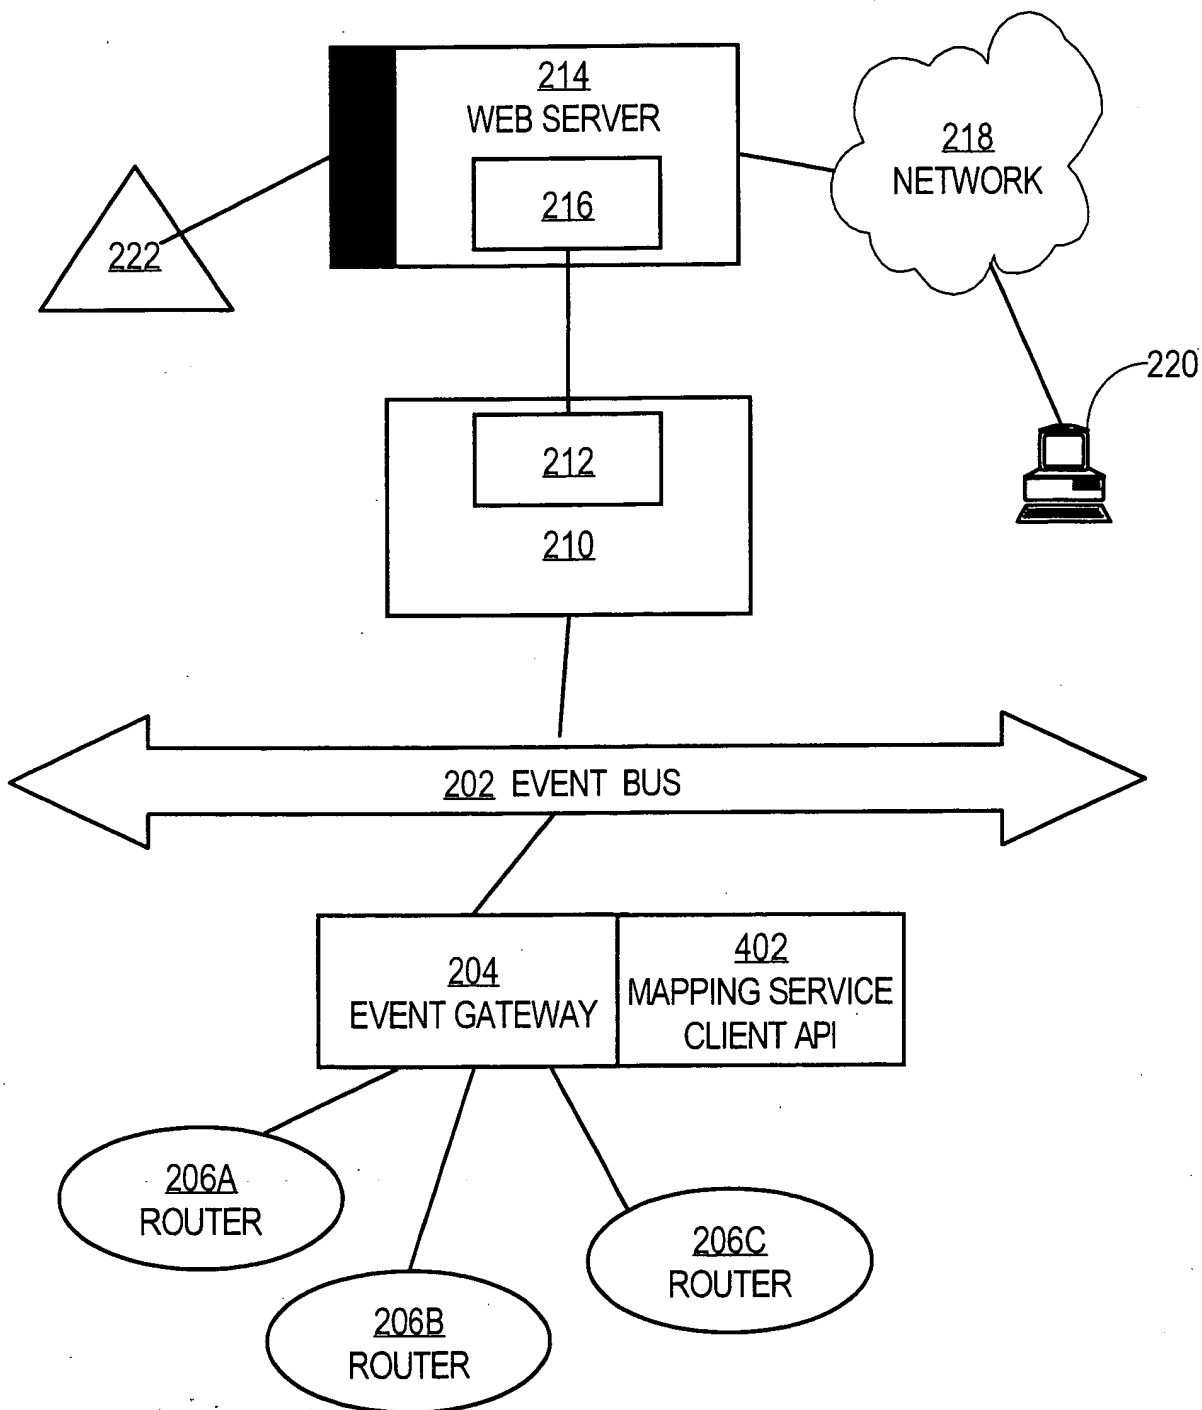 214
WEB SERVER
216
218
NETWORK
222
220
212
210
202 EVENT BUS
204
EVENT GATEWAY
402
MAPPING SERVICE
CLIENT API
206A
ROUTER
206B
ROUTER
206C
ROUTER